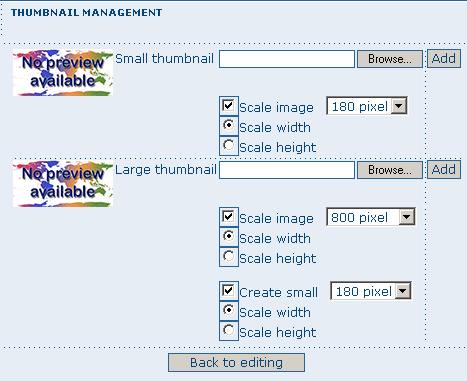 THUMBNAIL MANAGEMENT
No preview available Small thumbnail Browse... Add
Scale image 180 pixel
Scale width
Scale height
No preview available Large thumbnail Browse... Add
Scale image 800 pixel
Scale width
Scale height
Create small 180 pixel
Scale width
Scale height
Back to editing